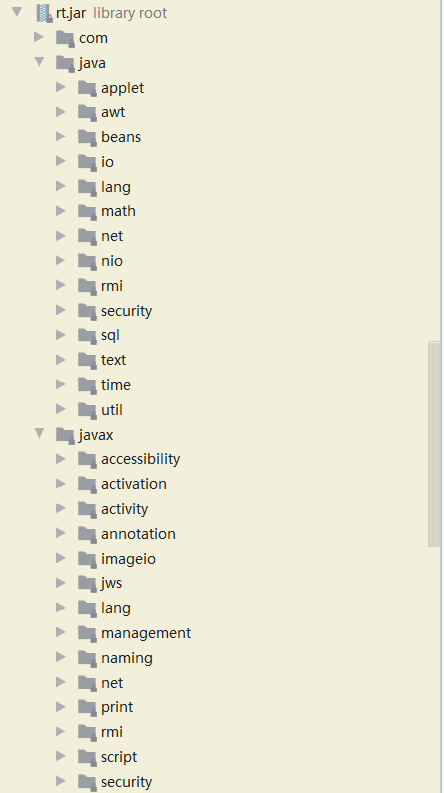 rt.jar library root
com
java
applet
awt
beans
io
lang
math
net
nio
rmi
security
sql
text
time
util
javax
accessibility
activation
activity
annotation
imageio
jws
lang
management
naming
net
print
rmi
script
security